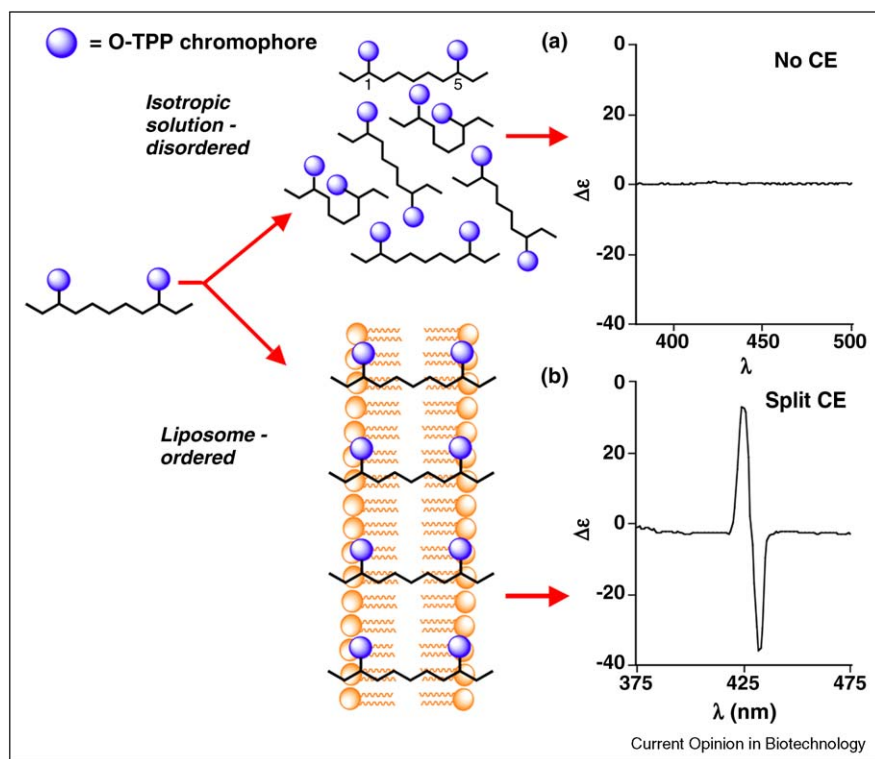 = O-TPP chromophore
Isotropic
solution -
disordered
1
5
(a)
No CE
Δε
0
20
0
-20
-40
400
450
500
λ
Liposome -
ordered
(b)
Split CE
Δε
0
20
0
-20
-40
375
425
475
λ (nm)
Current Opinion in Biotechnology